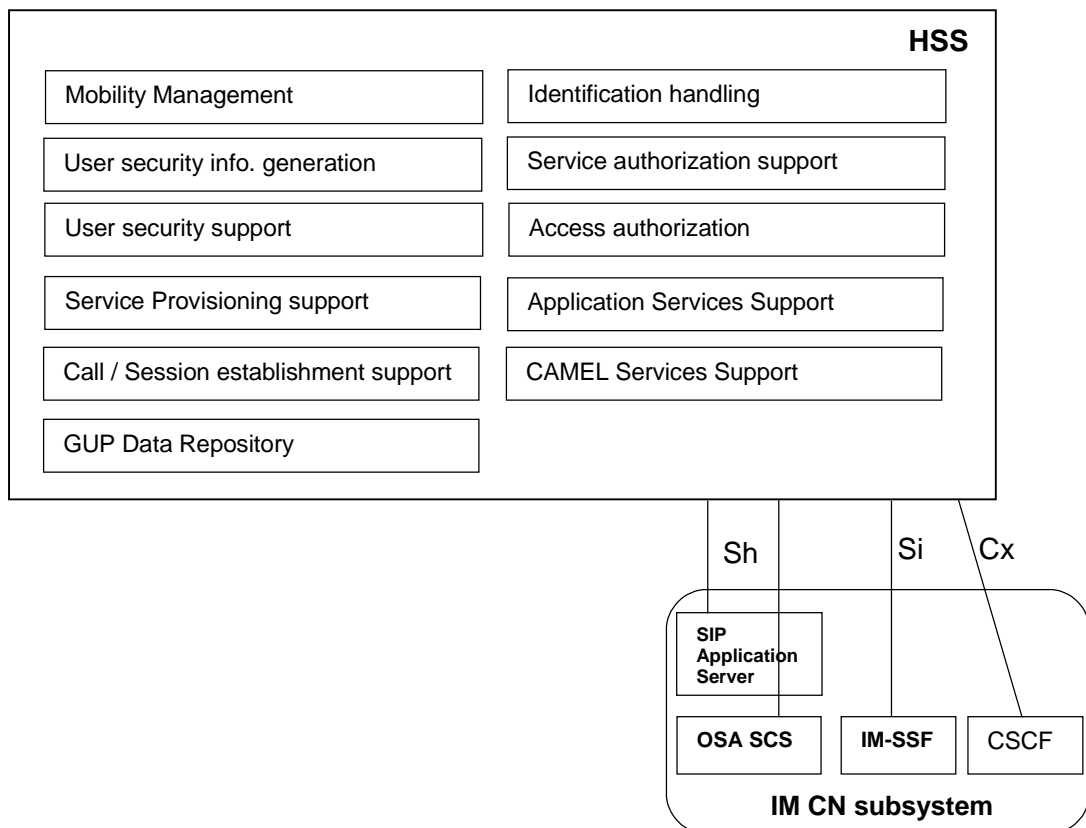 HSS
Mobility Management
Identification handling
User security info. generation
Service authorization support
User security support
Access authorization
Service Provisioning support
Application Services Support
Call / Session establishment support
CAMEL Services Support
GUP Data Repository
Sh
Si
Cx
SIP
Application
Server
OSA SCS
IM-SSF
CSCF
IM CN subsystem